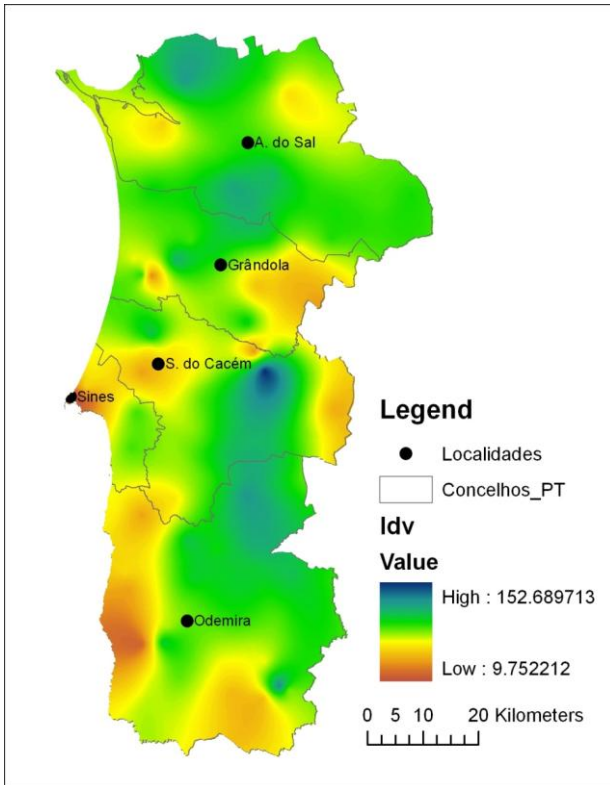 A. do Sal
Grândola
S. do Cacém
Sines
Odemira
Legend
Localidades
Concelhos_PT
Idv
Value
High : 152.689713
Low : 9.752212
0 5 10 20 Kilometers